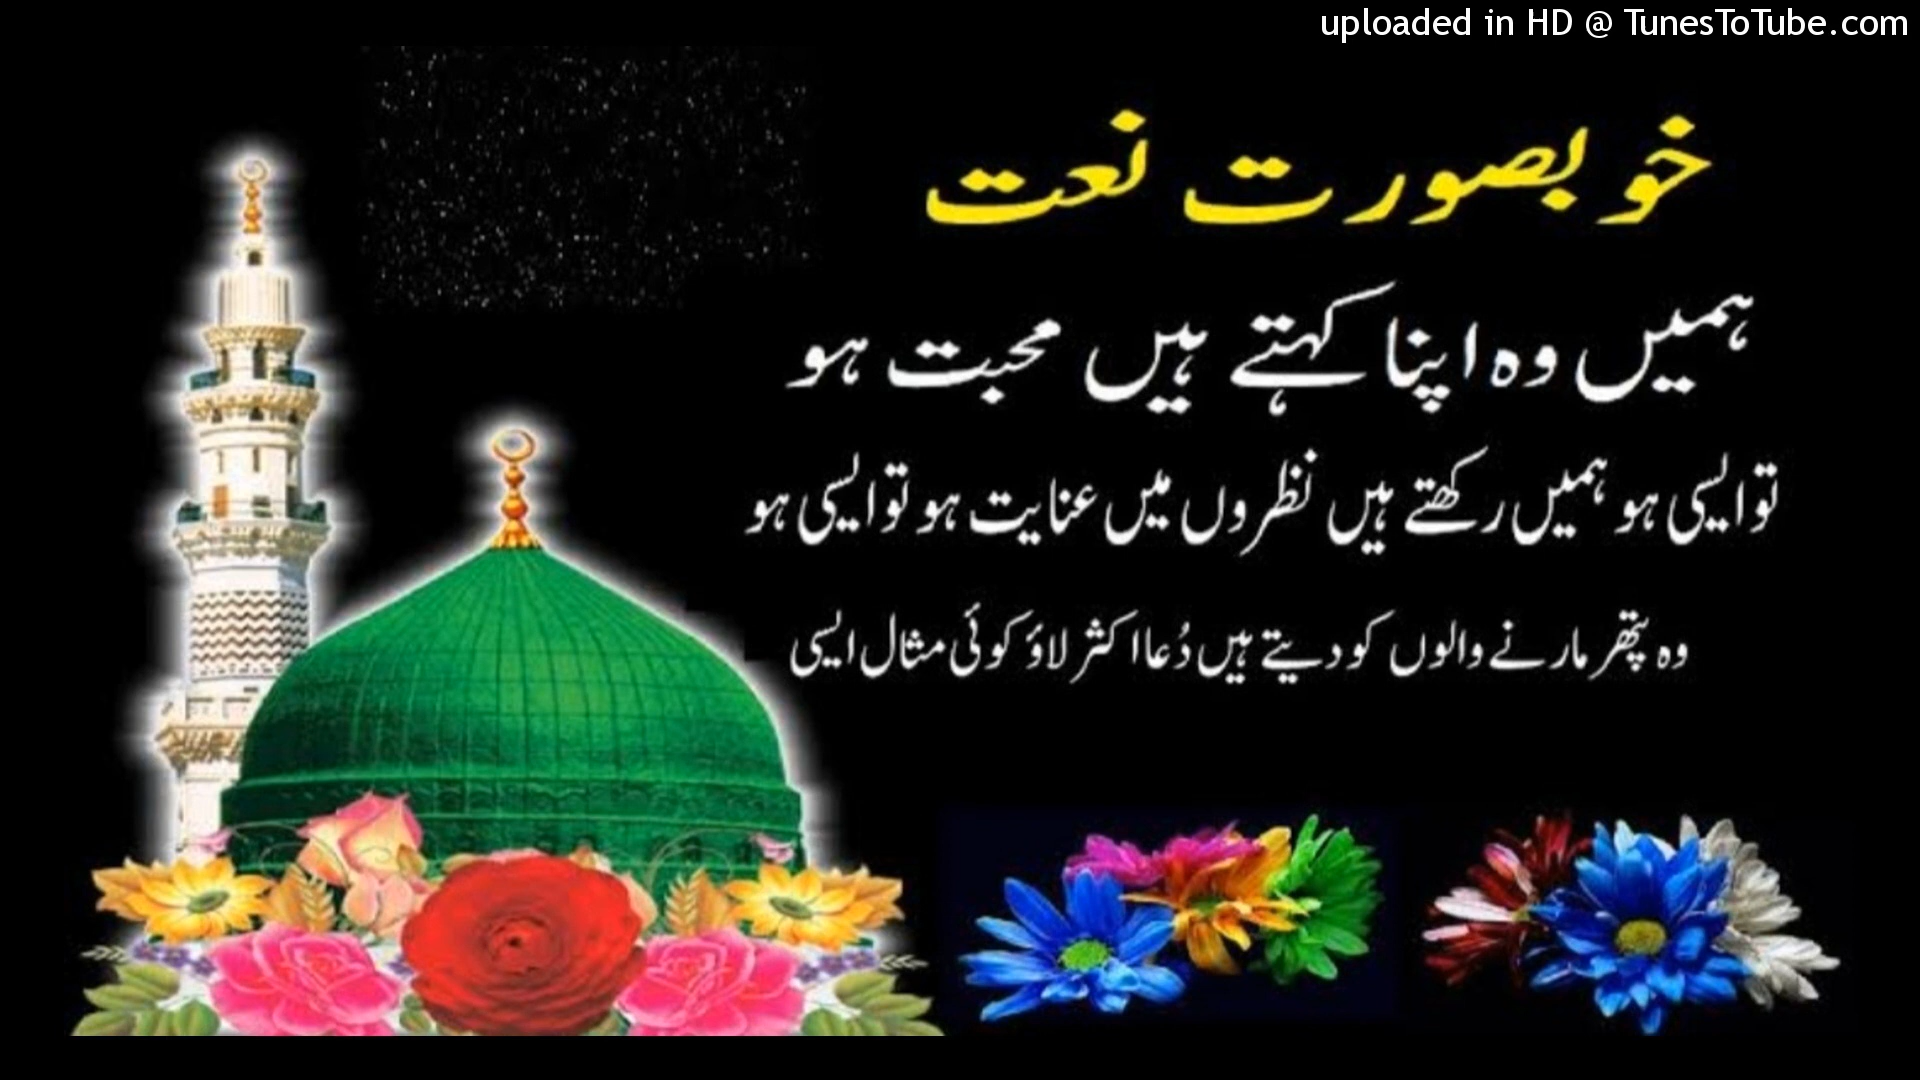 uploaded in HD @ TunesToTube.com
خوبصورت نعت
ہمیں وہ اپنا کہتے ہیں محبت ہو
تو ایسی ہو ہمیں رکھتے ہیں نظروں میں عنایت ہو تو ایسی ہو
وہ پتھر مارنے والوں کو دیتے ہیں دُعا اکثر لاؤ کوئی مثال ایسی